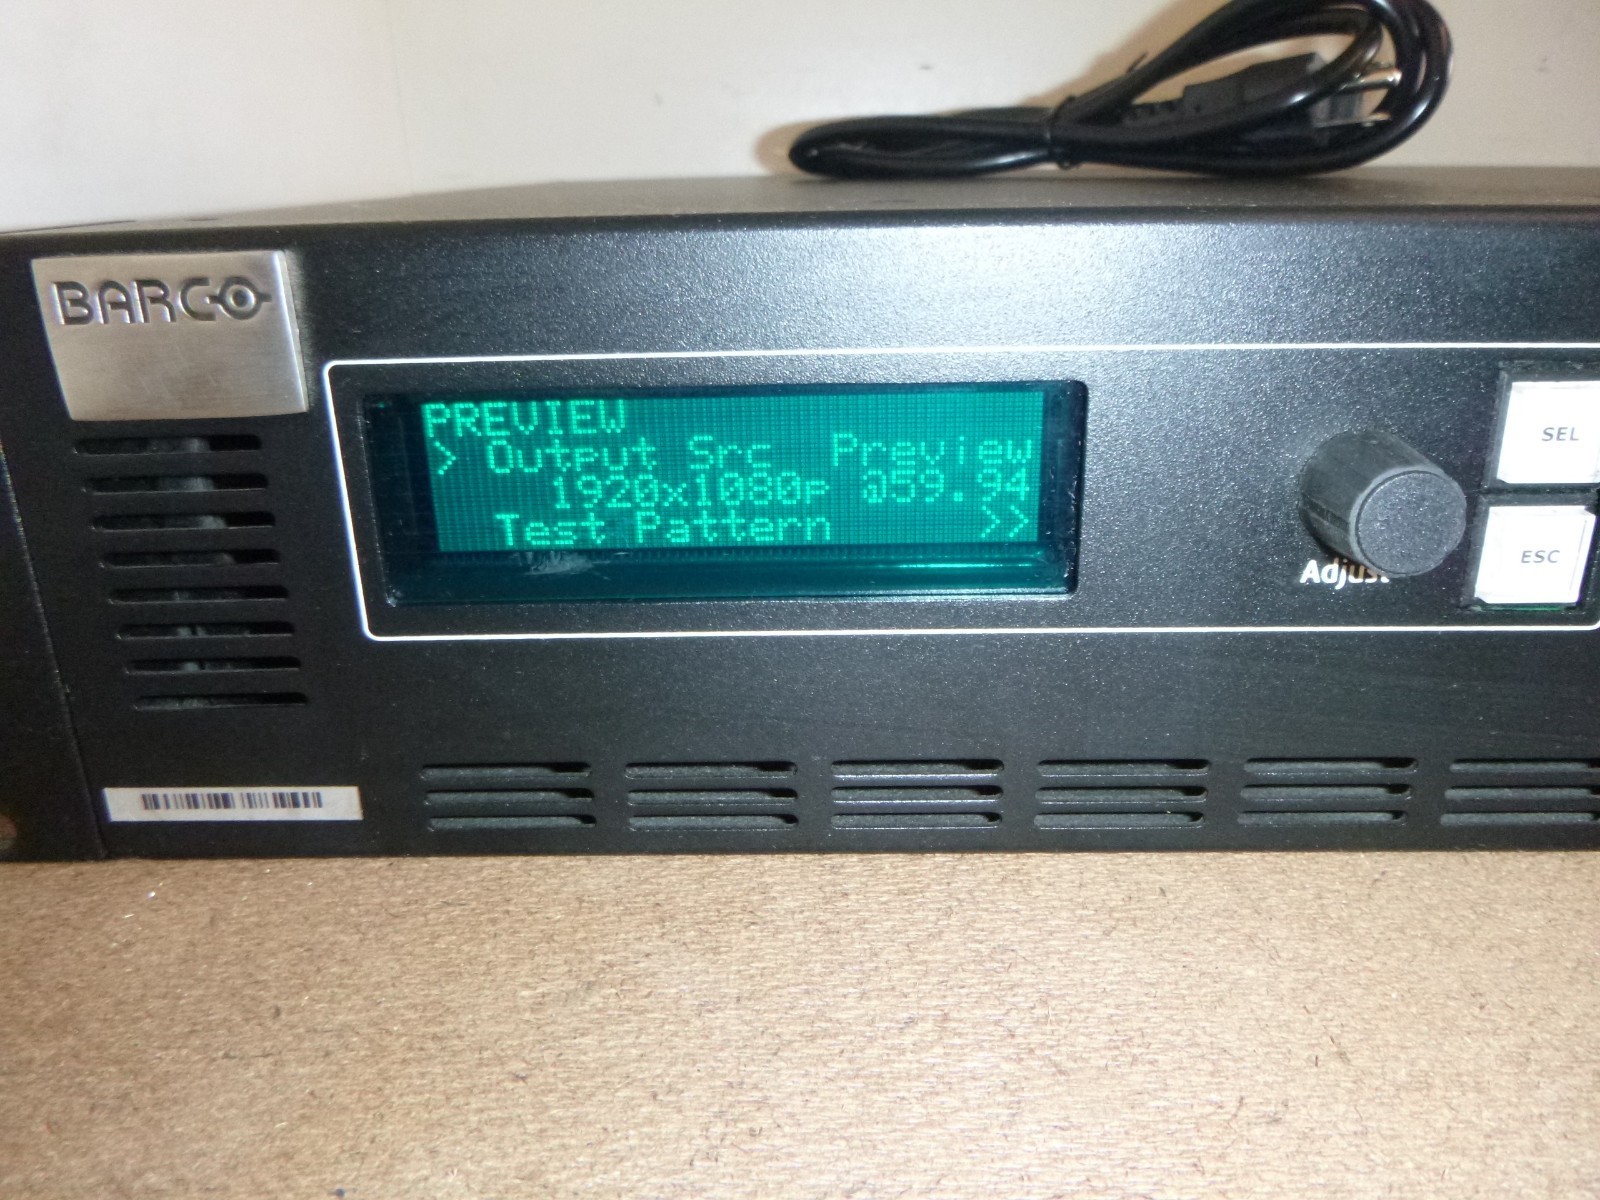 BARCO
PREVIEW
> Output Src Preview
1920x1080p @59.94
Test Pattern >>
Adjust
SEL
ESC